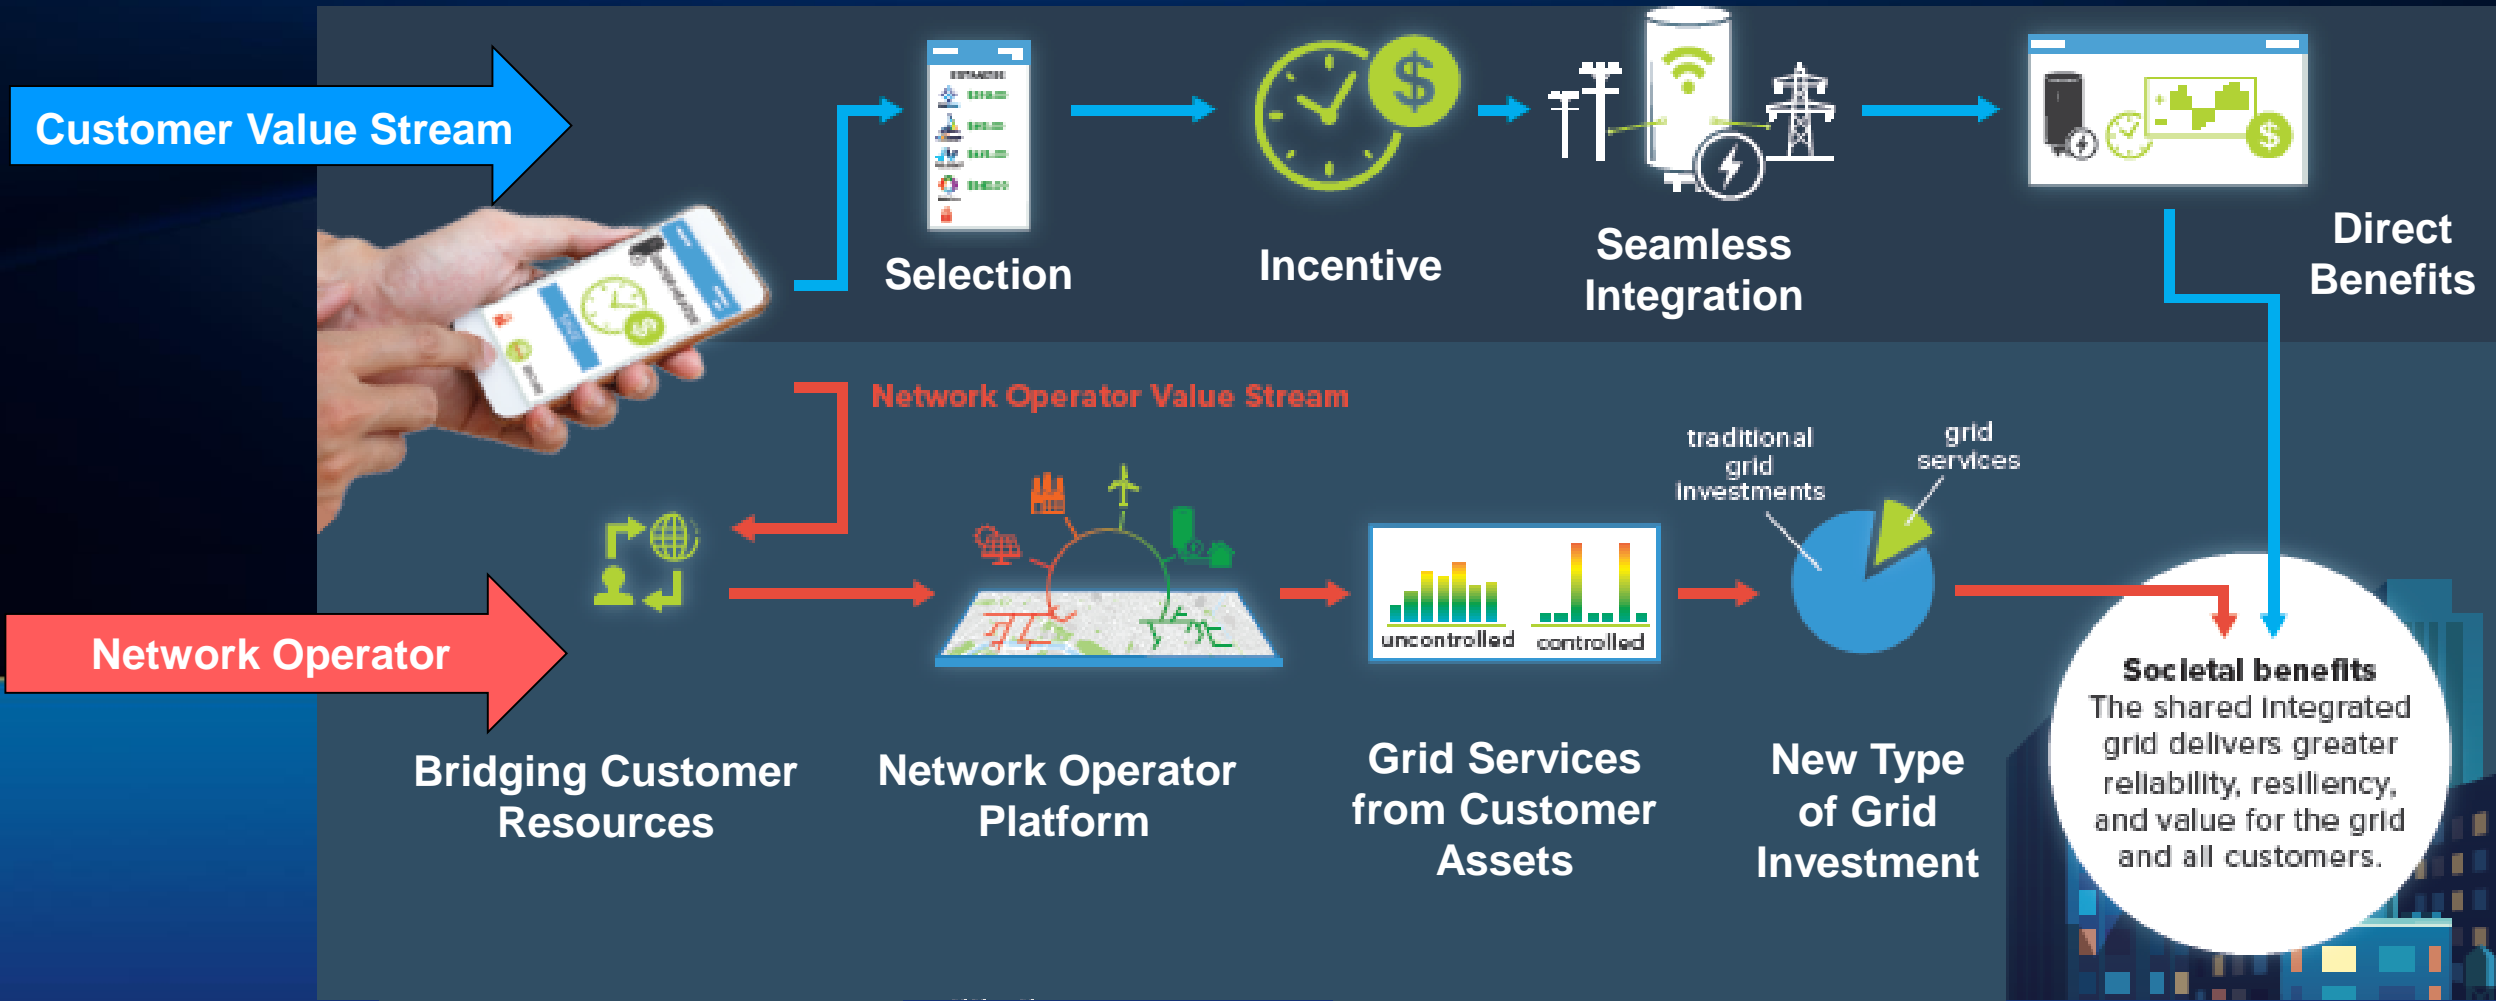 Customer Value Stream
Selection
Incentive
Seamless
Integration
Direct
Benefits
Network Operator Value Stream
traditional
grid
investments
grid
services
uncontrolled
controlled
Network Operator
Bridging Customer
Resources
Network Operator
Platform
Grid Services
from Customer
Assets
New Type
of Grid
Investment
Societal benefits
The shared integrated
grid delivers greater
reliability, resiliency,
and value for the grid
and all customers.